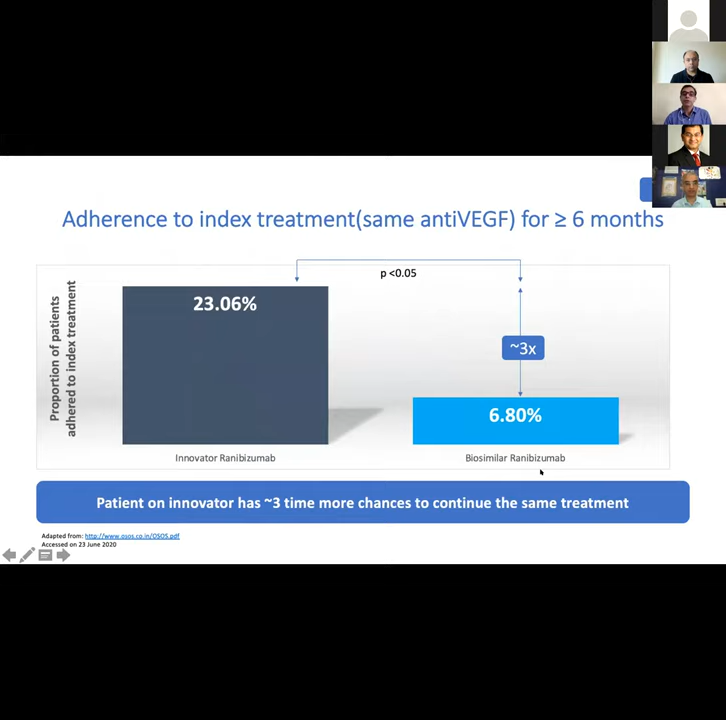 Adherence to index treatment(same antiVEGF) for ≥ 6 months
p <0.05
Proportion of patients
adhered to index treatment
23.06%
~3x
6.80%
Innovator Ranibizumab
Biosimilar Ranibizumab
Patient on innovator has ~3 time more chances to continue the same treatment
Adapted from: http://www.osos.co.in/OSOS.pdf
Accessed on 23 June 2020